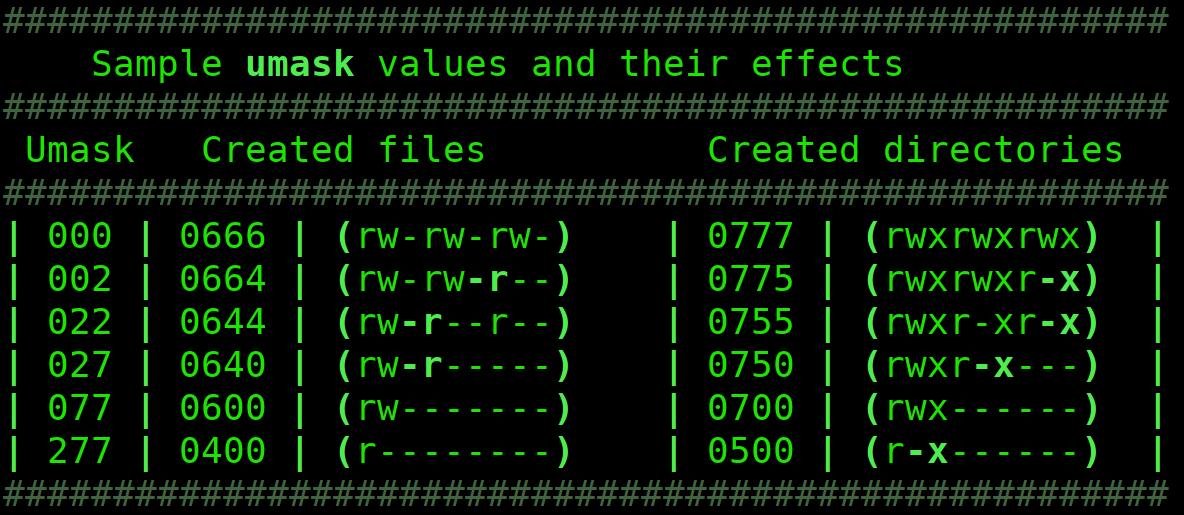 #####################################################
    Sample umask values and their effects
#####################################################
 Umask   Created files          Created directories
#####################################################
| 000 | 0666 | (rw-rw-rw-)    | 0777 | (rwxrwxrwx)  |
| 002 | 0664 | (rw-rw-r--)    | 0775 | (rwxrwxr-x)  |
| 022 | 0644 | (rw-r--r--)    | 0755 | (rwxr-xr-x)  |
| 027 | 0640 | (rw-r-----)    | 0750 | (rwxr-x---)  |
| 077 | 0600 | (rw-------)    | 0700 | (rwx------)  |
| 277 | 0400 | (r--------)    | 0500 | (r-x------)  |
#####################################################